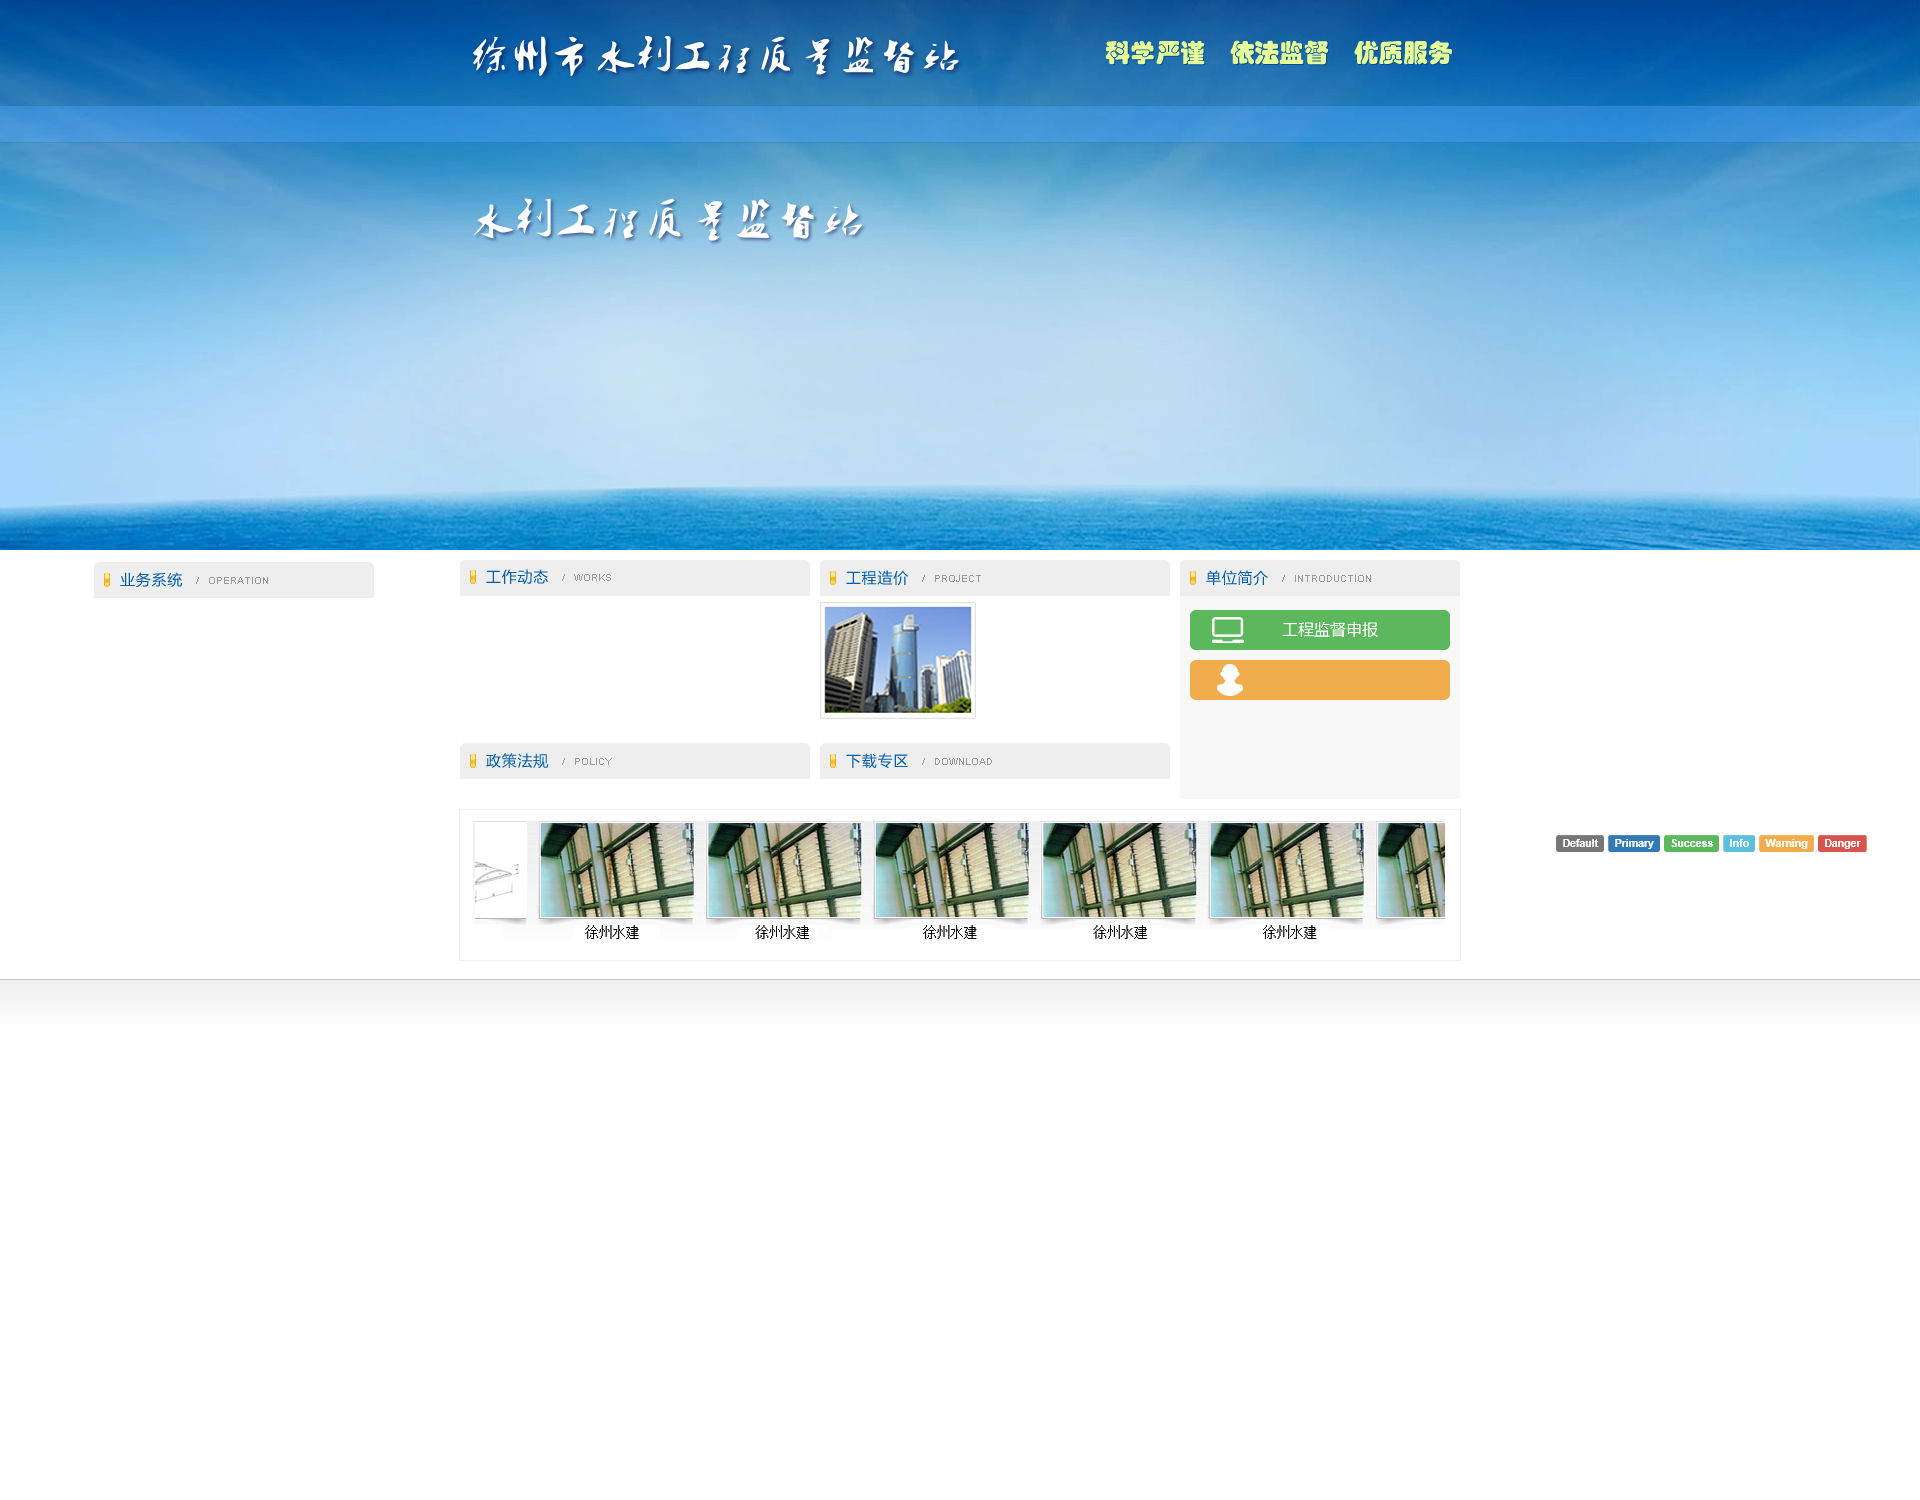 徐州市水利工程质量监督站
科学严谨 依法监督 优质服务
水利工程质量监督站
业务系统 / OPERATION
工作动态 / WORKS
工程造价 / PROJECT
单位简介 / INTRODUCTION
工程监督申报
政策法规 / POLICY
下载专区 / DOWNLOAD
Default Primary Success Info Warning Danger
徐州水建 徐州水建 徐州水建 徐州水建 徐州水建